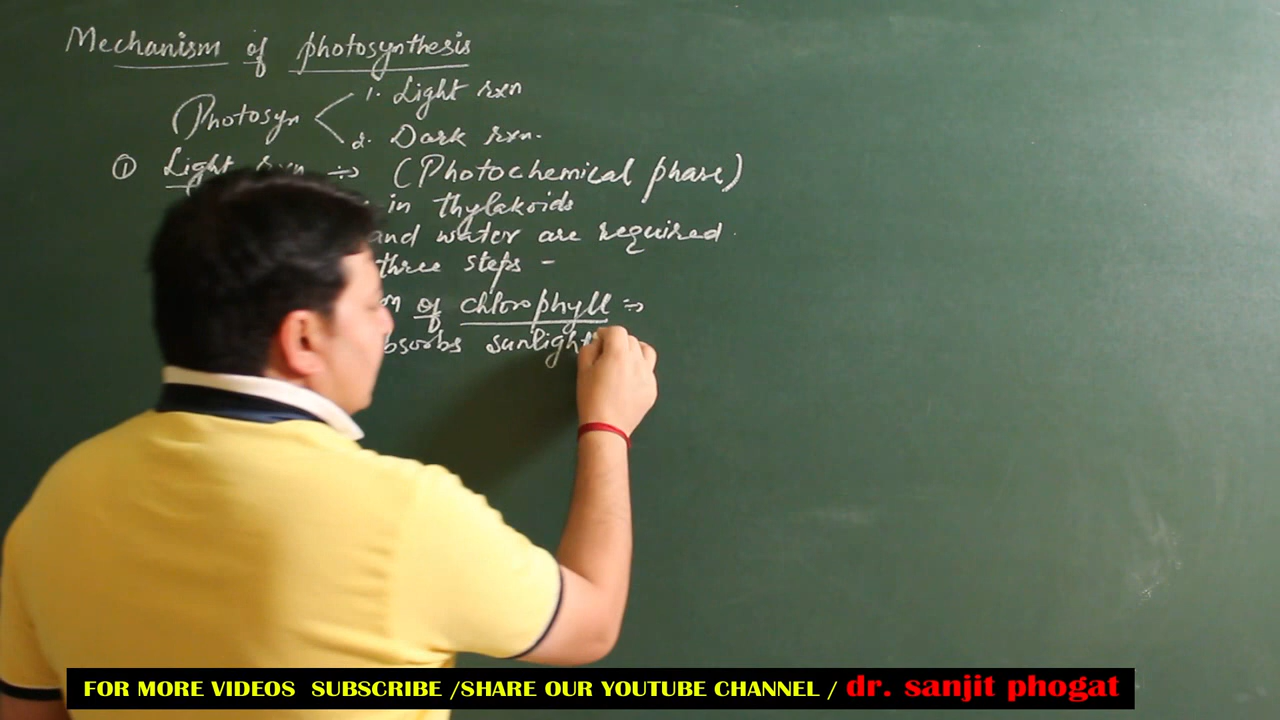 Mechanism of photosynthesis
Photosyn
1. Light rxn
2. Dark rxn.
① Light rxn ÷> (Photochemical phase)
in thylakoids
and water are required.
three steps -
of chlorophyll =>
sunlight
FOR MORE VIDEOS SUBSCRIBE /SHARE OUR YOUTUBE CHANNEL / dr. sanjit phogat